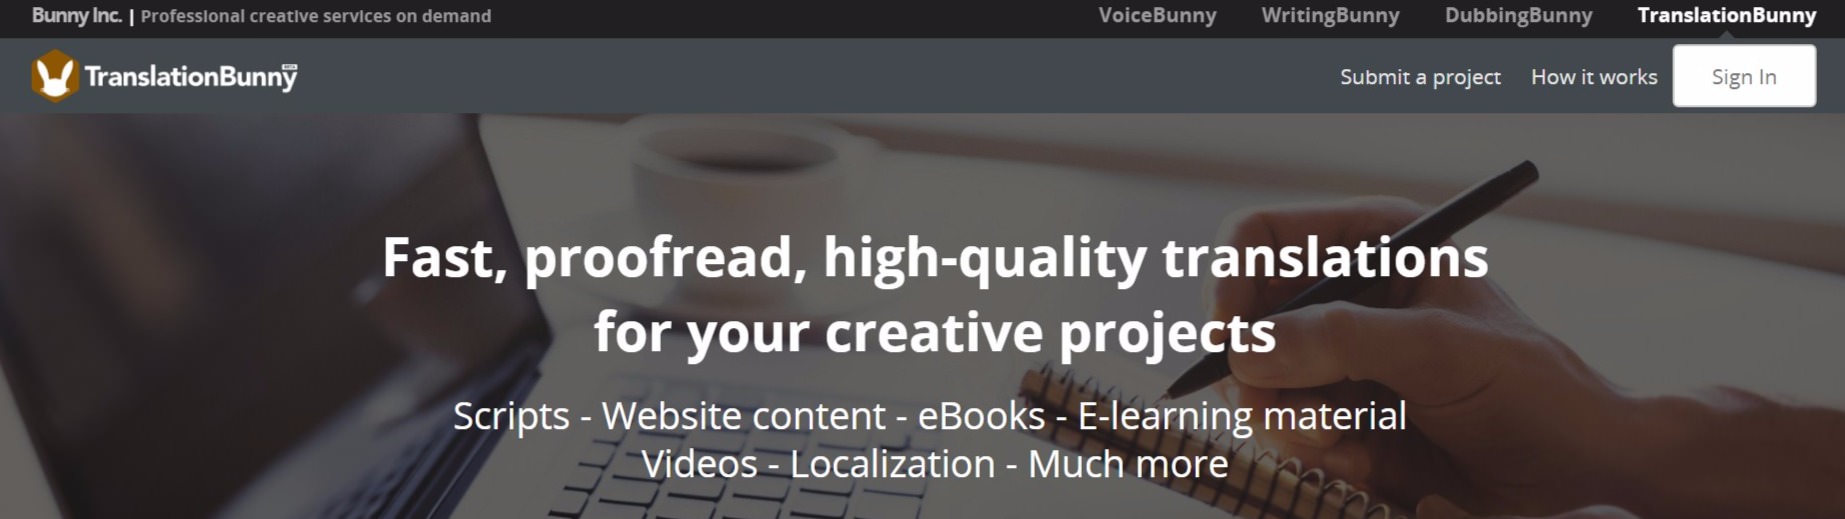 Bunny Inc. | Professional creative services on demand
VoiceBunny WritingBunny DubbingBunny TranslationBunny
TranslationBunny BETA
Submit a project How it works Sign In
Fast, proofread, high-quality translations
for your creative projects
Scripts - Website content - eBooks - E-learning material
Videos - Localization - Much more